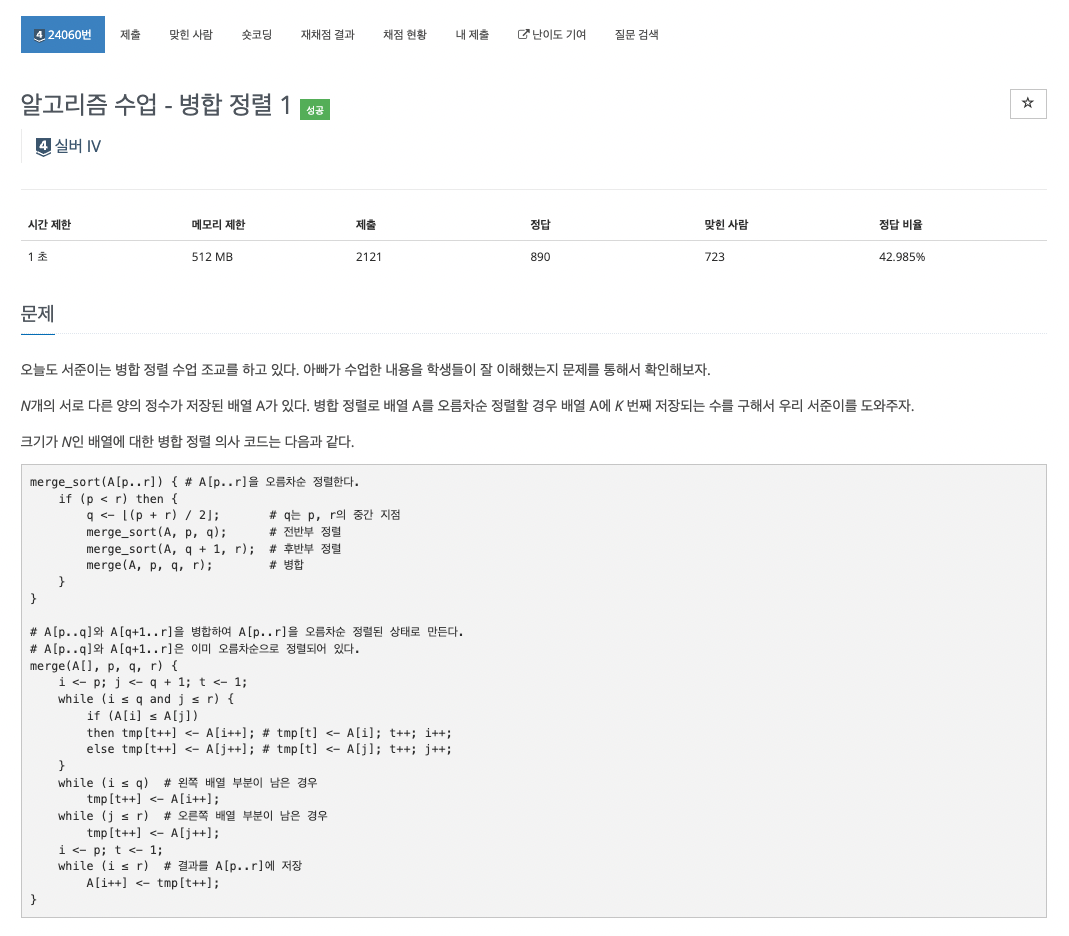 4 24060번 제출 맞힌 사람 숏코딩 재채점 결과 채점 현황 내 제출 난이도 기여 질문 검색
알고리즘 수업 - 병합 정렬 1 성공 ☆
4 실버 IV
시간 제한 메모리 제한 제출 정답 맞힌 사람 정답 비율
1 초 512 MB 2121 890 723 42.985%
문제
오늘도 서준이는 병합 정렬 수업 조교를 하고 있다. 아빠가 수업한 내용을 학생들이 잘 이해했는지 문제를 통해서 확인해보자.
N개의 서로 다른 양의 정수가 저장된 배열 A가 있다. 병합 정렬로 배열 A를 오름차순 정렬할 경우 배열 A에 K 번째 저장되는 수를 구해서 우리 서준이를 도와주자.
크기가 N인 배열에 대한 병합 정렬 의사 코드는 다음과 같다.
merge_sort(A[p..r]) { # A[p..r]을 오름차순 정렬한다.
    if (p < r) then {
        q <- ⌊(p + r) / 2⌋;       # q는 p, r의 중간 지점
        merge_sort(A, p, q);      # 전반부 정렬
        merge_sort(A, q + 1, r);  # 후반부 정렬
        merge(A, p, q, r);        # 병합
    }
}
# A[p..q]와 A[q+1..r]을 병합하여 A[p..r]을 오름차순 정렬된 상태로 만든다.
# A[p..q]와 A[q+1..r]은 이미 오름차순으로 정렬되어 있다.
merge(A[], p, q, r) {
    i <- p; j <- q + 1; t <- 1;
    while (i ≤ q and j ≤ r) {
        if (A[i] ≤ A[j])
        then tmp[t++] <- A[i++]; # tmp[t] <- A[i]; t++; i++;
        else tmp[t++] <- A[j++]; # tmp[t] <- A[j]; t++; j++;
    }
    while (i ≤ q)  # 왼쪽 배열 부분이 남은 경우
        tmp[t++] <- A[i++];
    while (j ≤ r)  # 오른쪽 배열 부분이 남은 경우
        tmp[t++] <- A[j++];
    i <- p; t <- 1;
    while (i ≤ r)  # 결과를 A[p..r]에 저장
        A[i++] <- tmp[t++];
}